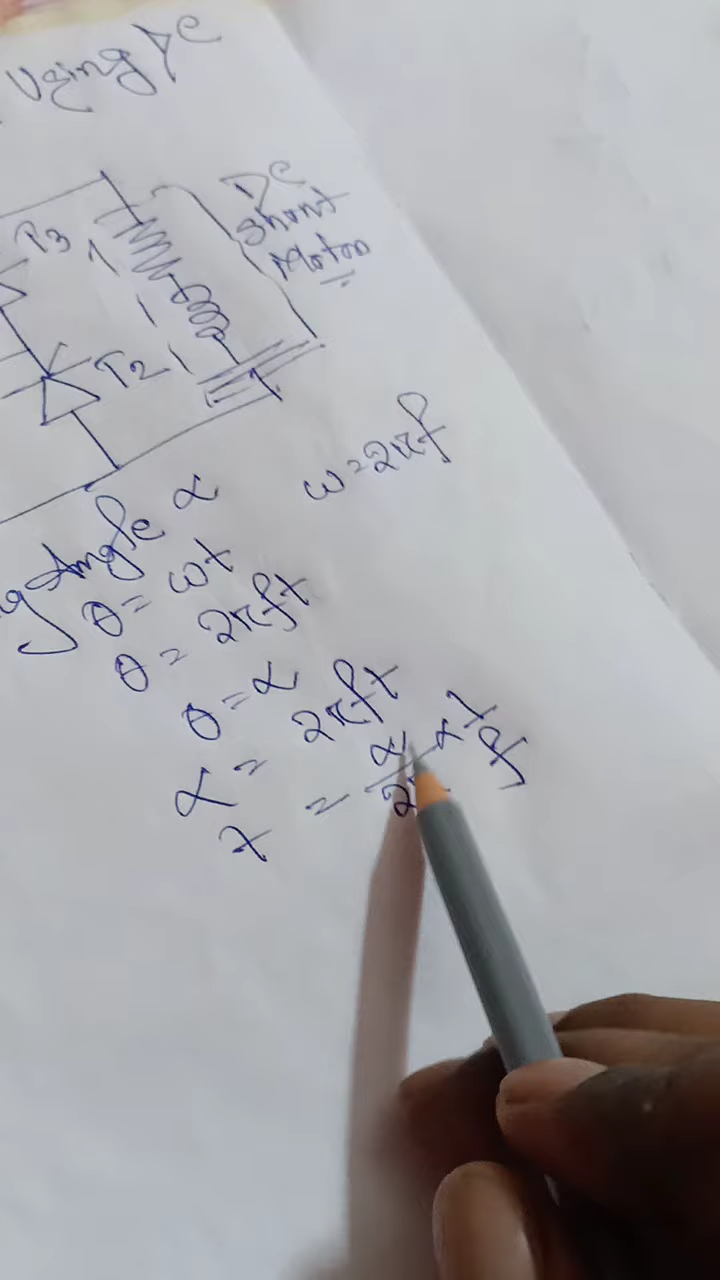 Using DC
DC
Shunt
Motor
T3
T2
g Angle α
ω = 2πf
θ = ωt
θ = 2πft
θ = α
α = 2πft
t = α/2π × 1/f